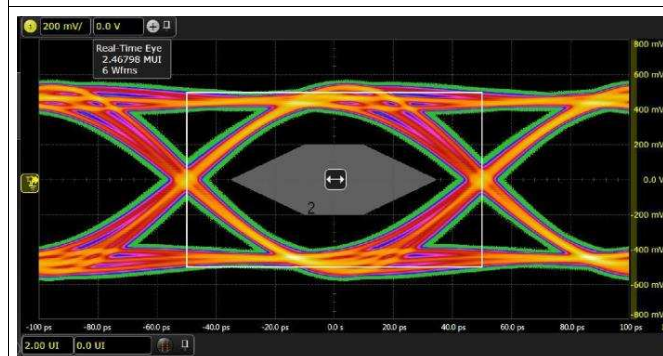 1 200 mV/ 0.0 V
Real-Time Eye
2.46798 MUI
6 Wfms
800 mV
600 mV
400 mV
200 mV
0.0 V
-200 mV
2
-400 mV
-600 mV
-800 mV
-100 ps -80.0 ps -60.0 ps -40.0 ps -20.0 ps 0.0 s 20.0 ps 40.0 ps 60.0 ps 80.0 ps 100 ps
2.00 UI 0.0 UI